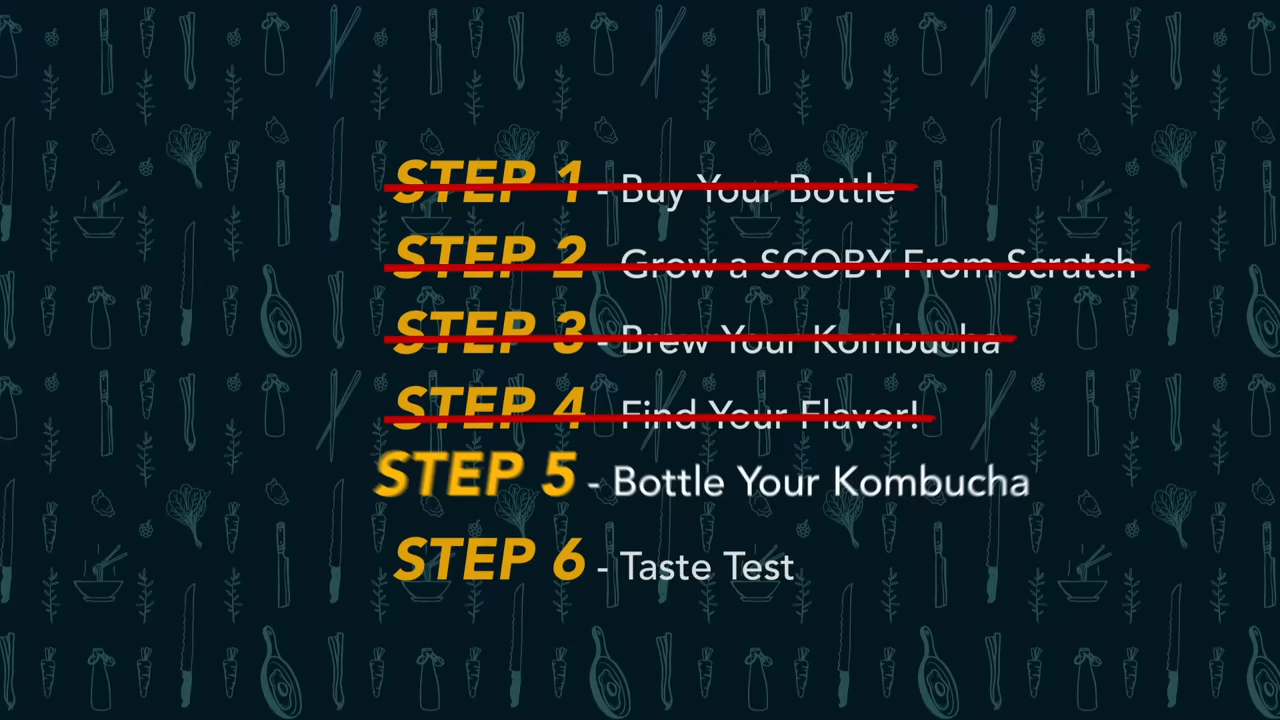 STEP 1 - Buy Your Bottle
STEP 2 - Grow a SCOBY From Scratch
STEP 3 - Brew Your Kombucha
STEP 4 - Find Your Flavor!
STEP 5 - Bottle Your Kombucha
STEP 6 - Taste Test